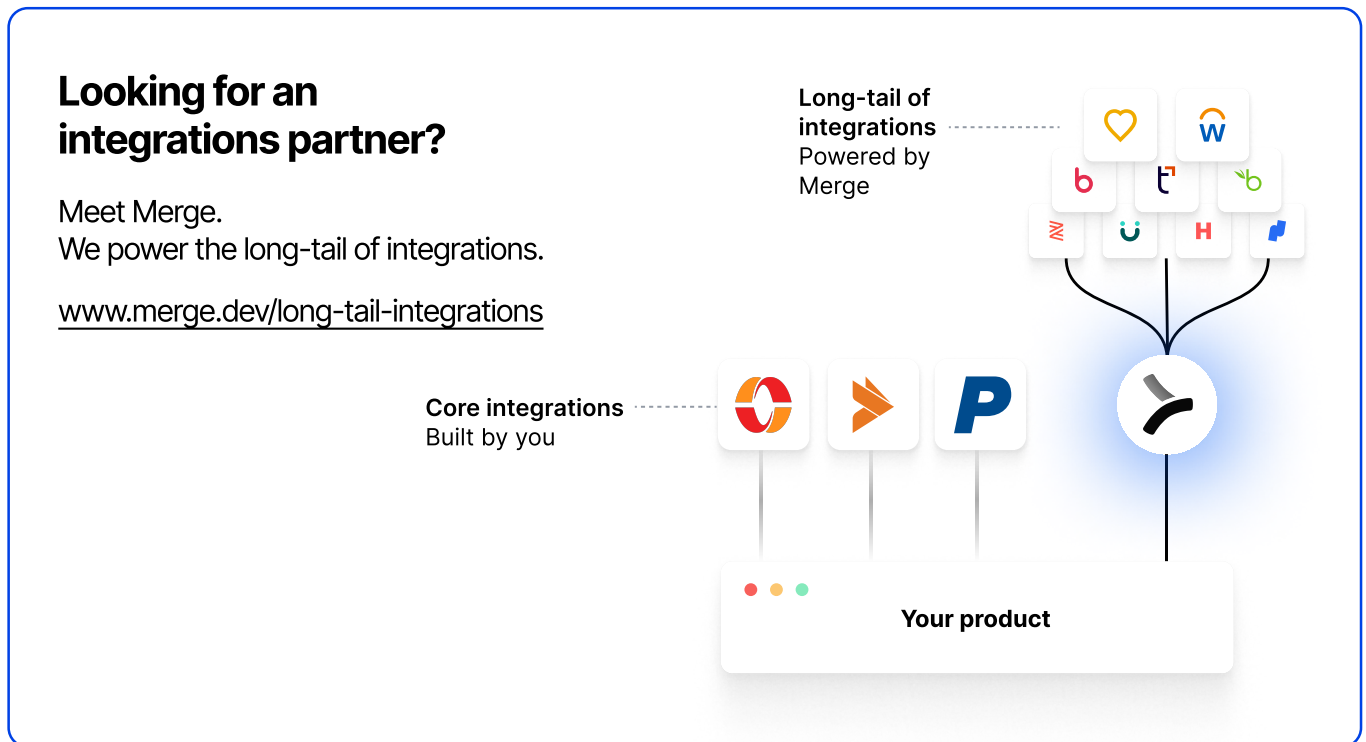 Looking for an
integrations partner?
Meet Merge.
We power the long-tail of integrations.
www.merge.dev/long-tail-integrations
Long-tail of
integrations
Powered by
Merge
Core integrations
Built by you
Your product